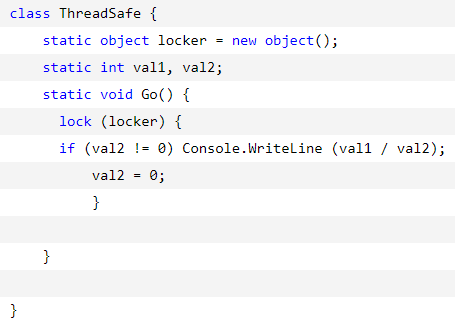 class ThreadSafe {
    static object locker = new object();
    static int val1, val2;
    static void Go() {
      lock (locker) {
      if (val2 != 0) Console.WriteLine (val1 / val2);
          val2 = 0;
          }
    }
}